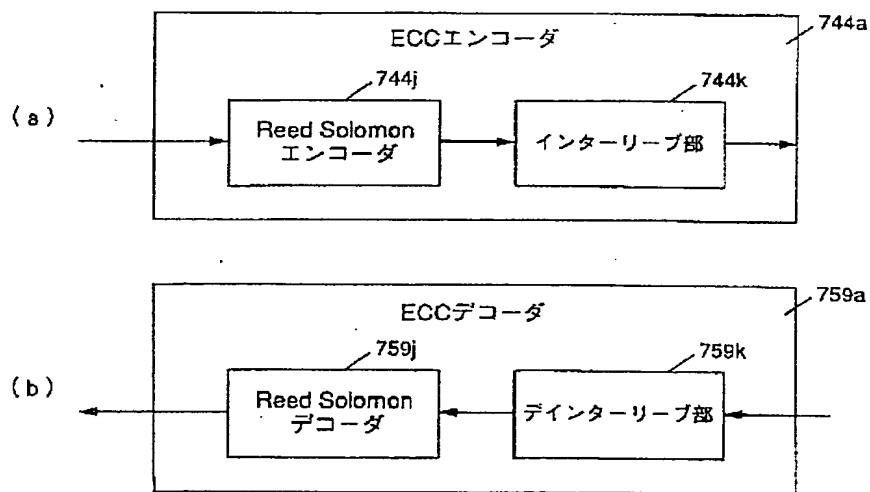 ECCエンコーダ
744a
744j
744k
(a)
Reed Solomon
エンコーダ
インターリーブ部
ECCデコーダ
759a
759j
759k
(b)
Reed Solomon
デコーダ
デインターリーブ部